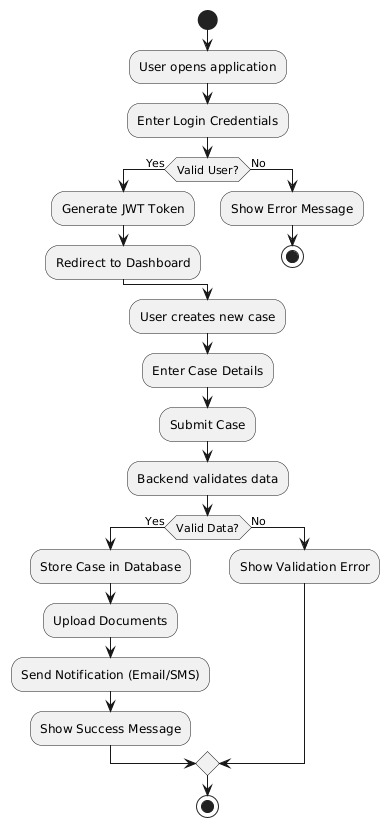 User opens application
Enter Login Credentials
Valid User?
Yes
No
Generate JWT Token
Show Error Message
Redirect to Dashboard
User creates new case
Enter Case Details
Submit Case
Backend validates data
Valid Data?
Yes
No
Store Case in Database
Show Validation Error
Upload Documents
Send Notification (Email/SMS)
Show Success Message